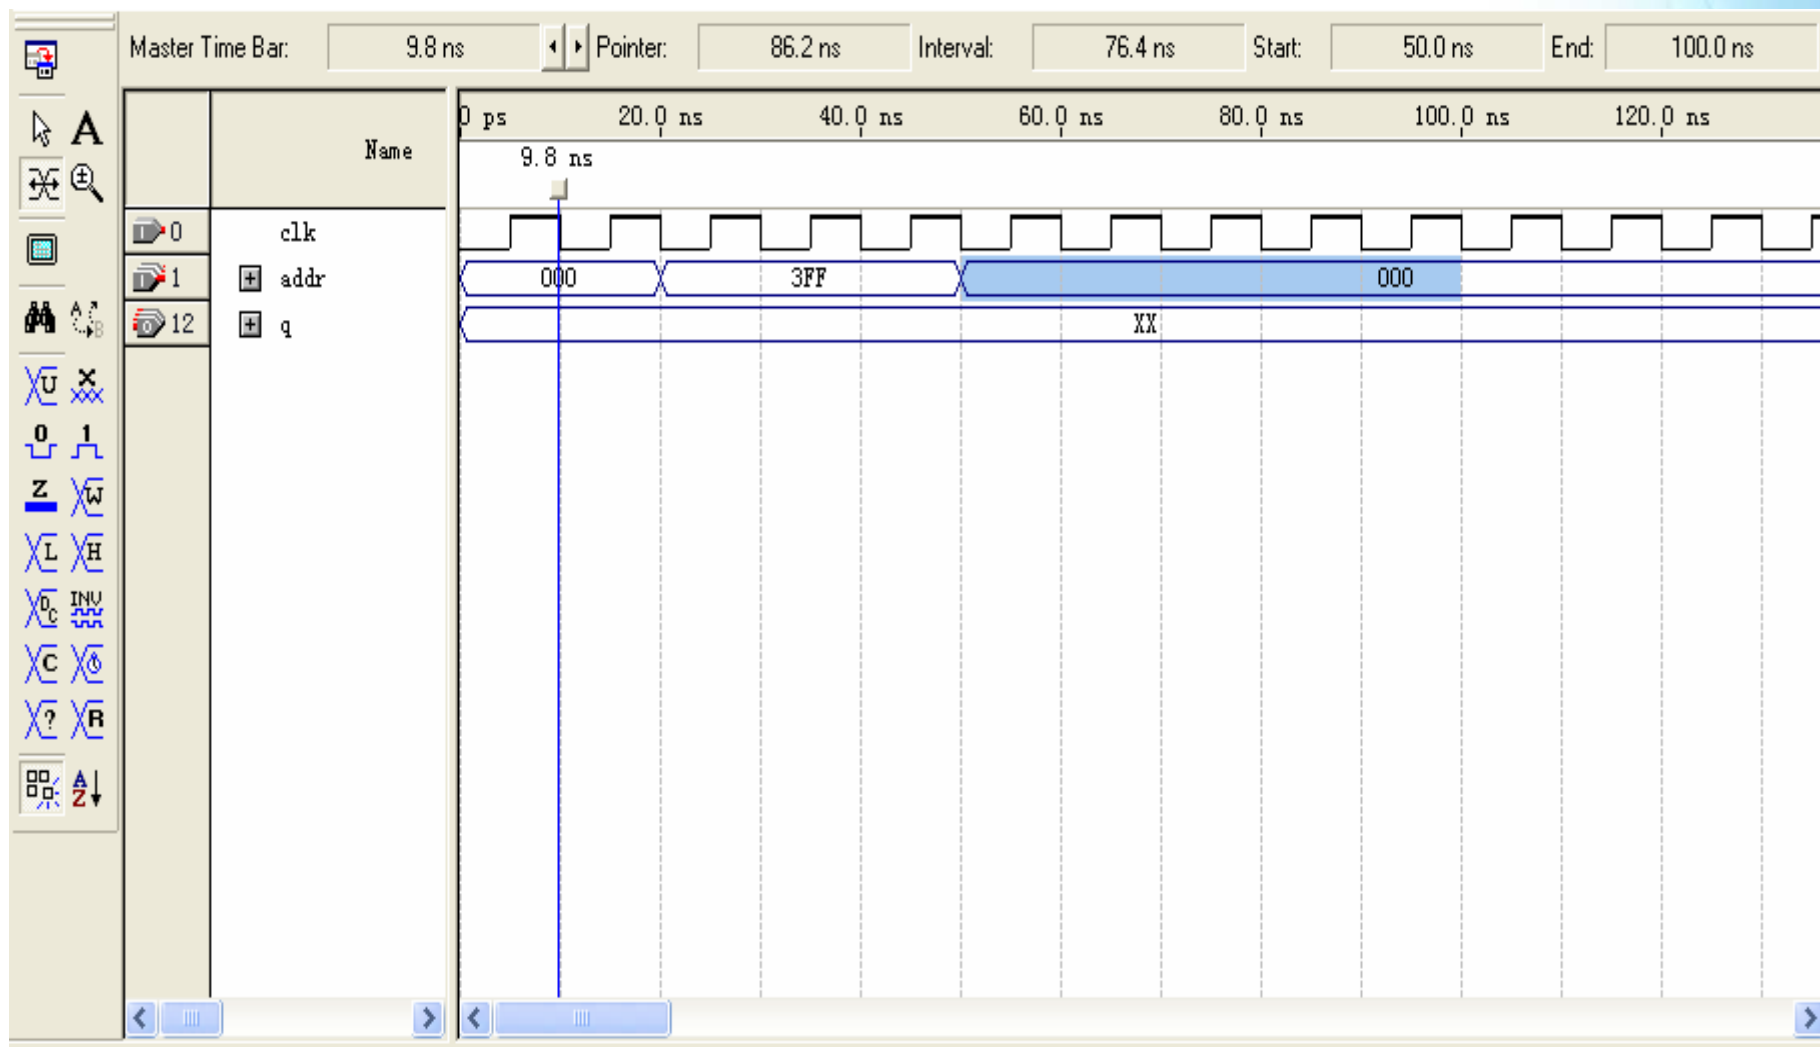 Master Time Bar: 9.8 ns Pointer: 86.2 ns Interval: 76.4 ns Start: 50.0 ns End: 100.0 ns
A
Name
0 ps 20.0 ns 40.0 ns 60.0 ns 80.0 ns 100.0 ns 120.0 ns
9.8 ns
0 clk
1 addr 000 3FF 000
12 q XX
A B
U X
0 1
Z W
L H
DC INV
C
? R
A Z